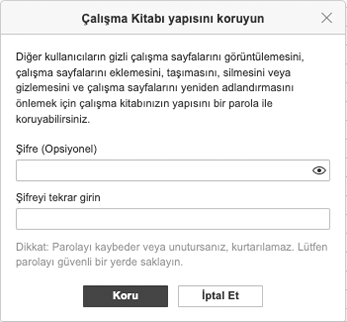 Çalışma Kitabı yapısını koruyun
Diğer kullanıcıların gizli çalışma sayfalarını görüntülemesini,
çalışma sayfalarını eklemesini, taşımasını, silmesini veya
gizlemesini ve çalışma sayfalarını yeniden adlandırmasını
önlemek için çalışma kitabınızın yapısını bir parola ile
koruyabilirsiniz.
Şifre (Opsiyonel)
Şifreyi tekrar girin
Dikkat: Parolayı kaybeder veya unutursanız, kurtarılamaz. Lütfen
parolayı güvenli bir yerde saklayın.
Koru
İptal Et